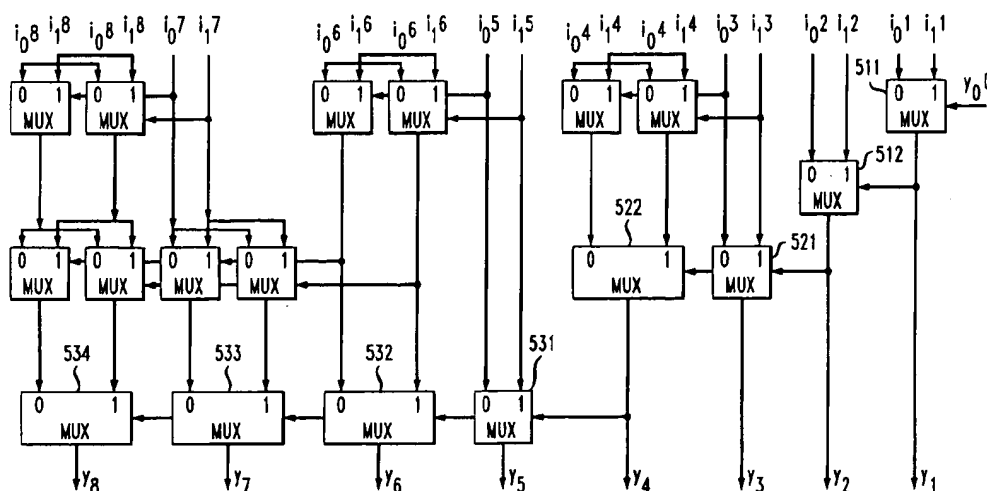 i₀8 i₁8 i₀8 i₁8 i₀7 i₁7 i₀6 i₁6 i₀6 i₁6 i₀5 i₁5 i₀4 i₁4 i₀4 i₁4 i₀3 i₁3 i₀2 i₁2 i₀1 i₁1
511
0 1 0 1 0 1 0 1 0 1 0 1 0 1
MUX MUX MUX MUX MUX MUX MUX
512
0 1
MUX
522 521
0 1 0 1 0 1 0 1 0 1 0 1
MUX MUX MUX MUX MUX MUX
534 533 532 531
0 1 0 1 0 1 0 1
MUX MUX MUX MUX
y₈ y₇ y₆ y₅ y₄ y₃ y₂ y₁